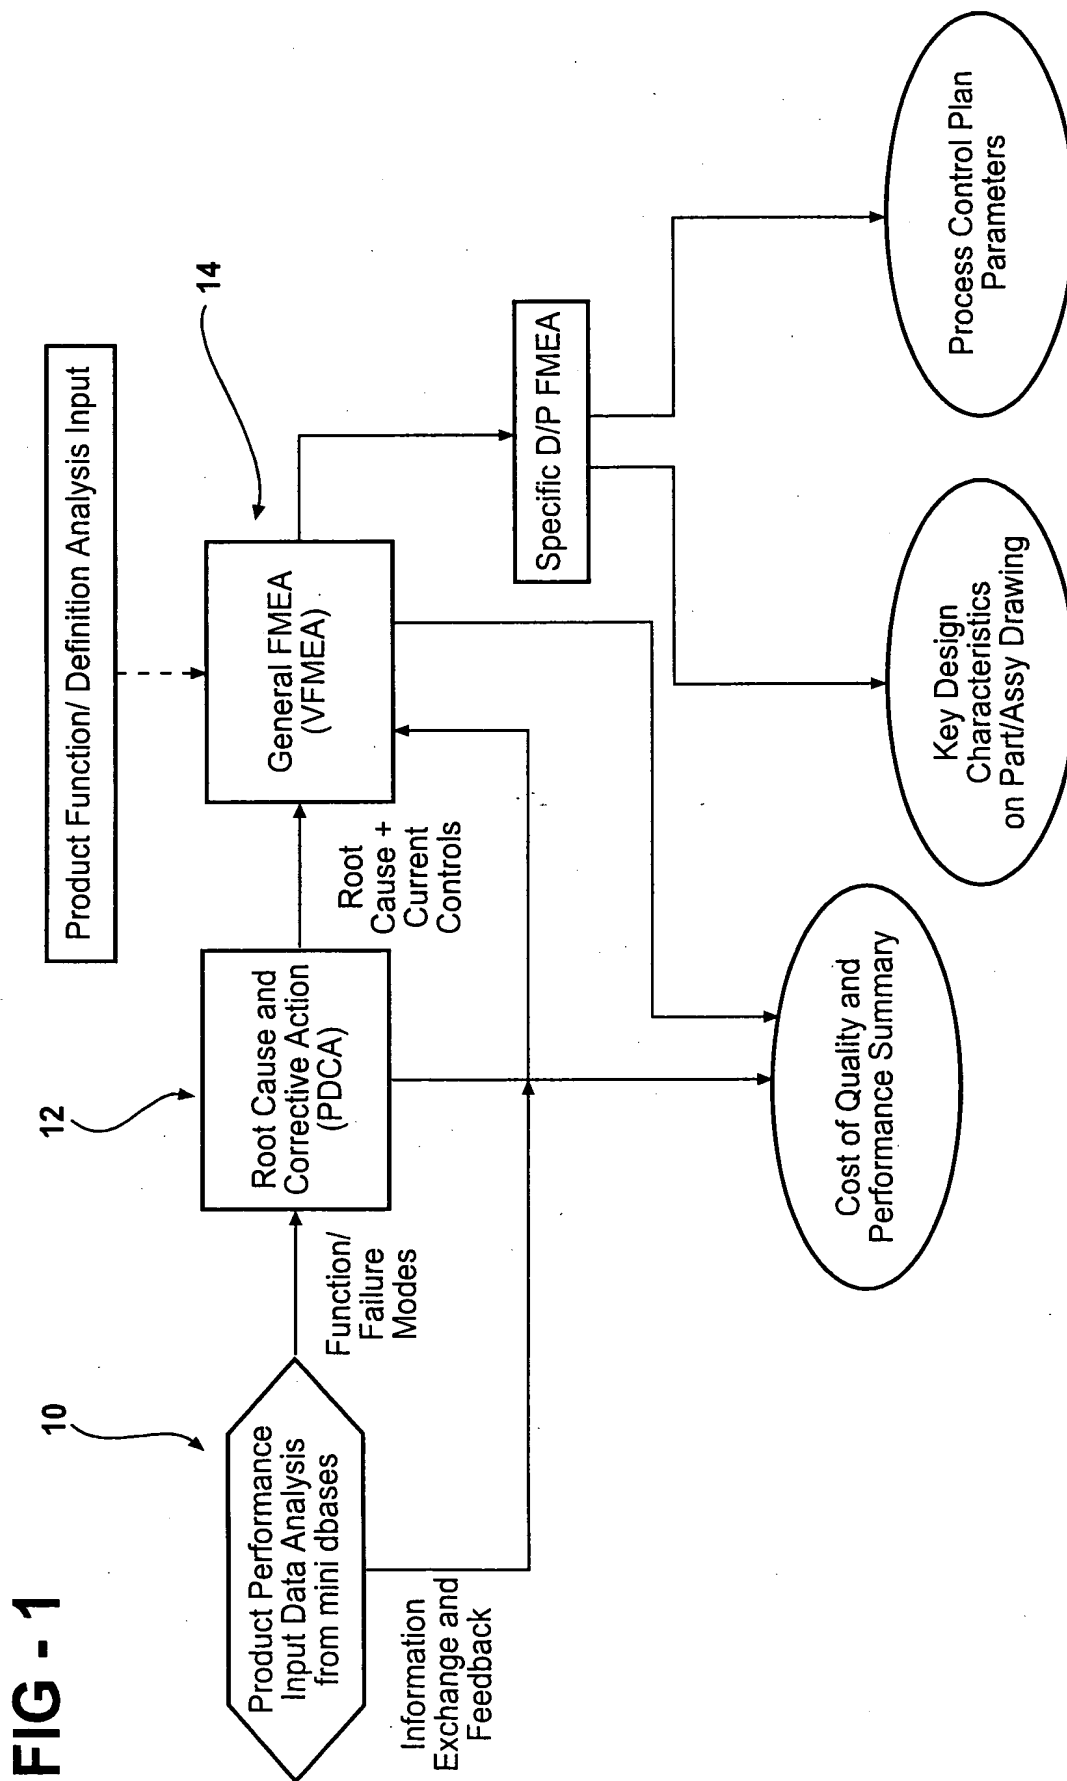 FIG - 1
Product Function/ Definition Analysis Input
10
12
14
Product Performance
Input Data Analysis
from mini dbases
Function/
Failure
Modes
Root Cause and
Corrective Action
(PDCA)
Root
Cause +
Current
Controls
General FMEA
(VFMEA)
Information
Exchange and
Feedback
Specific D/P FMEA
Cost of Quality and
Performance Summary
Key Design
Characteristics
on Part/Assy Drawing
Process Control Plan
Parameters